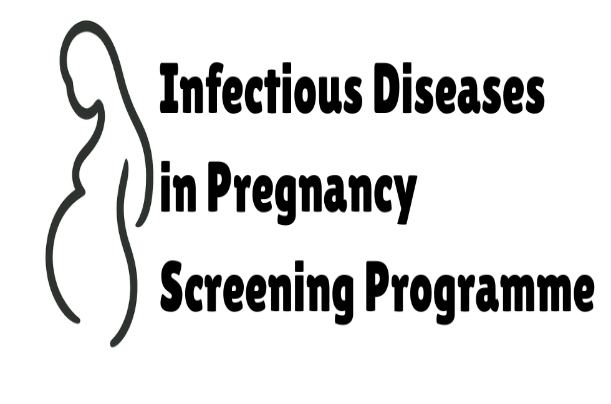 Infectious Diseases
in Pregnancy
Screening Programme